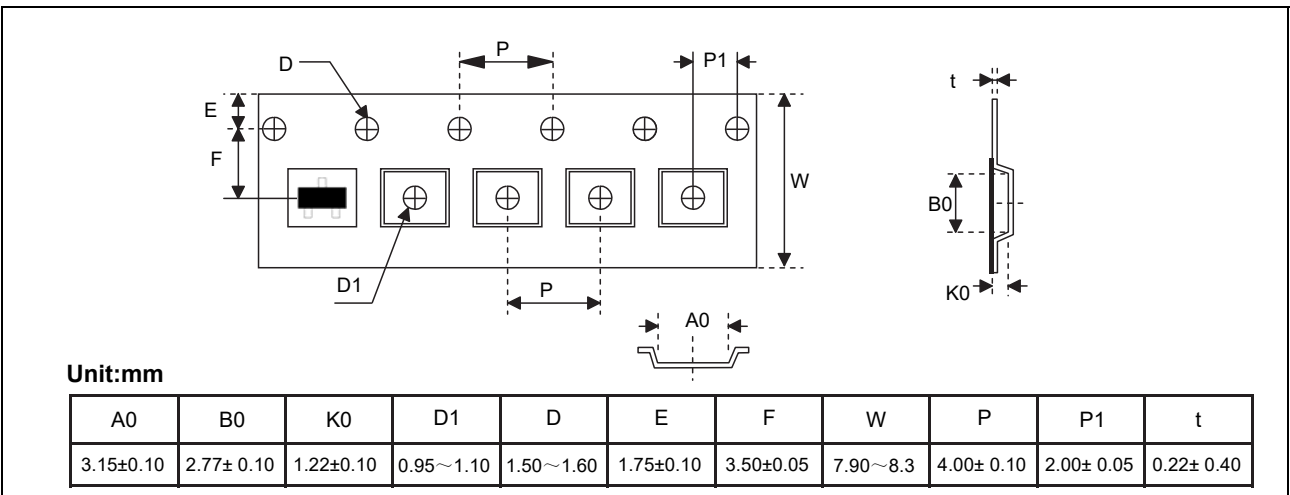 P
P1
D
t
E
F
W
B0
D1
P
K0
A0
Unit:mm
A0 B0 K0 D1 D E F W P P1 t
3.15±0.10 2.77± 0.10 1.22±0.10 0.95～1.10 1.50～1.60 1.75±0.10 3.50±0.05 7.90～8.3 4.00± 0.10 2.00± 0.05 0.22± 0.40